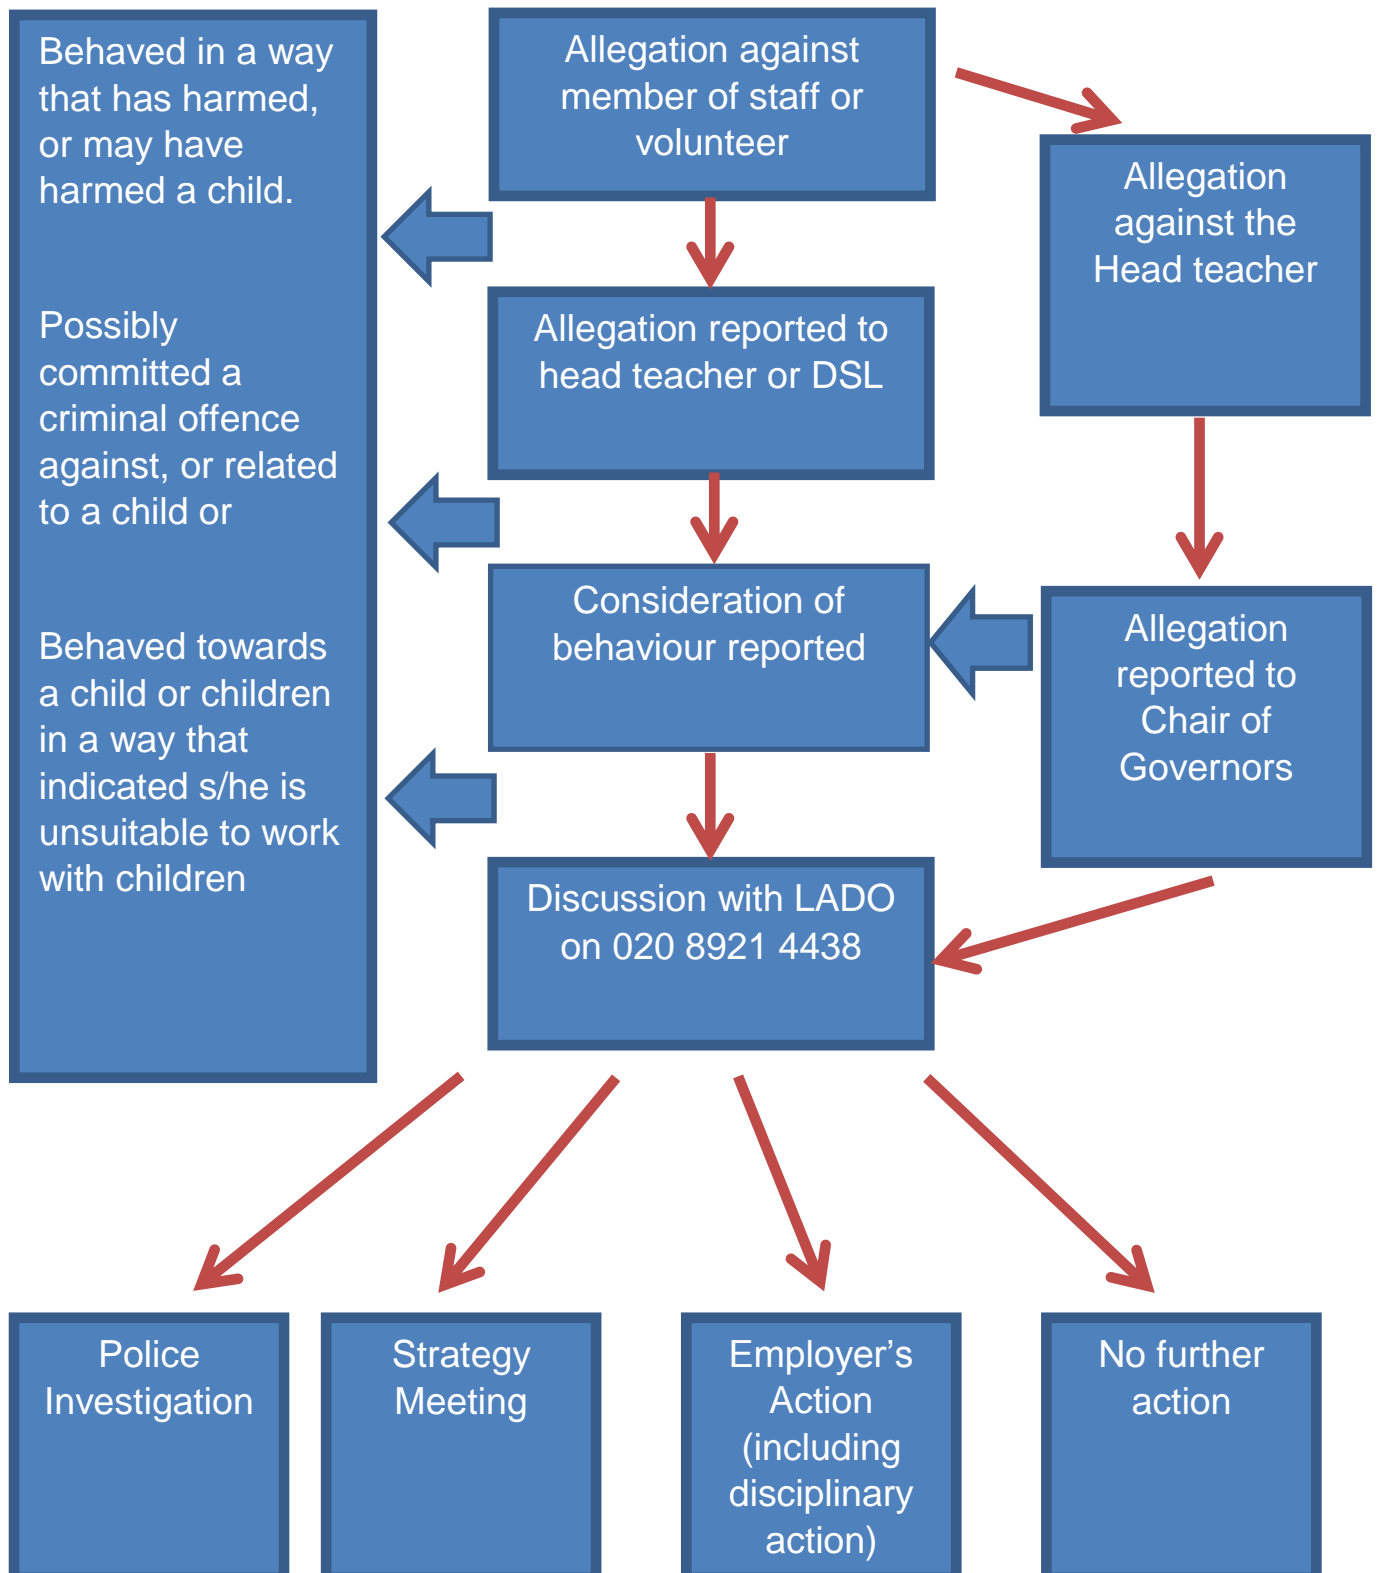 Behaved in a way
that has harmed,
or may have
harmed a child.
Possibly
committed a
criminal offence
against, or related
to a child or
Behaved towards
a child or children
in a way that
indicated s/he is
unsuitable to work
with children
Allegation against
member of staff or
volunteer
Allegation
against the
Head teacher
Allegation reported to
head teacher or DSL
Consideration of
behaviour reported
Allegation
reported to
Chair of
Governors
Discussion with LADO
on 020 8921 4438
Police
Investigation
Strategy
Meeting
Employer’s
Action
(including
disciplinary
action)
No further
action